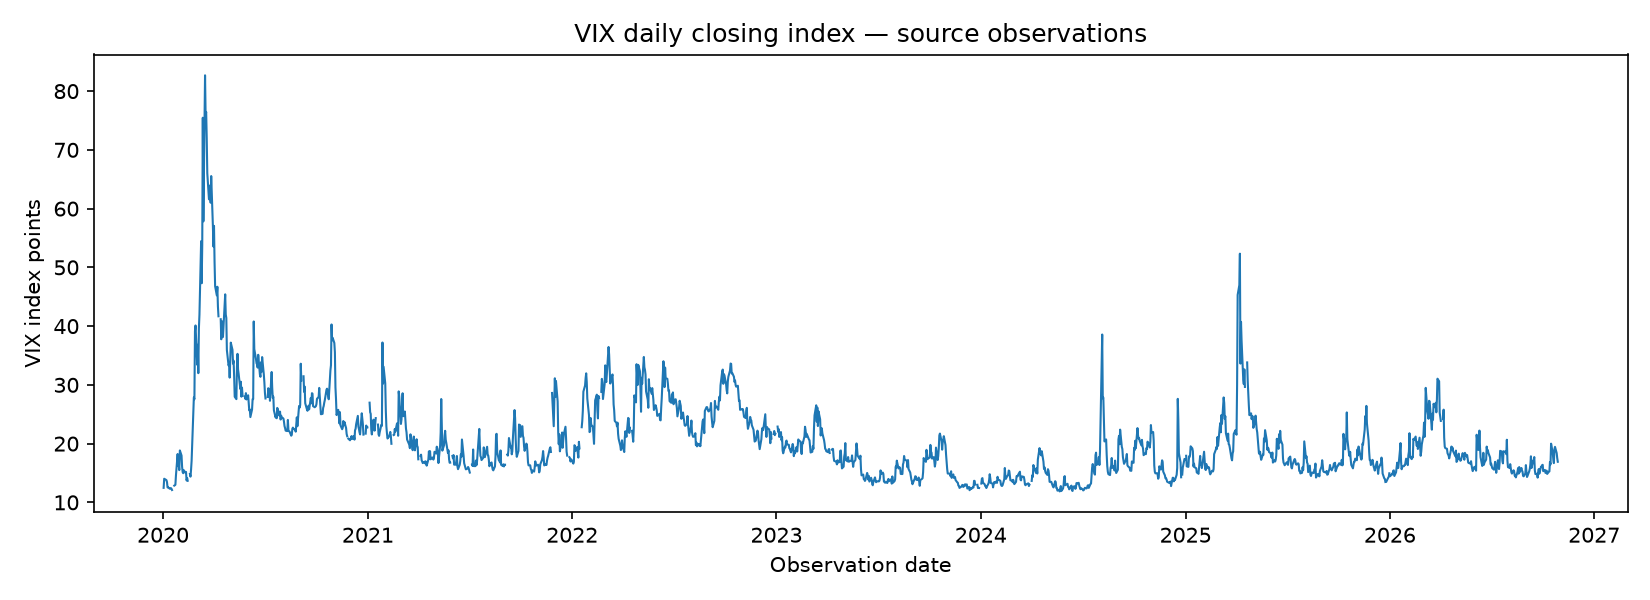 VIX daily closing index — source observations
VIX index points
80
70
60
50
40
30
20
10
2020 2021 2022 2023 2024 2025 2026 2027
Observation date